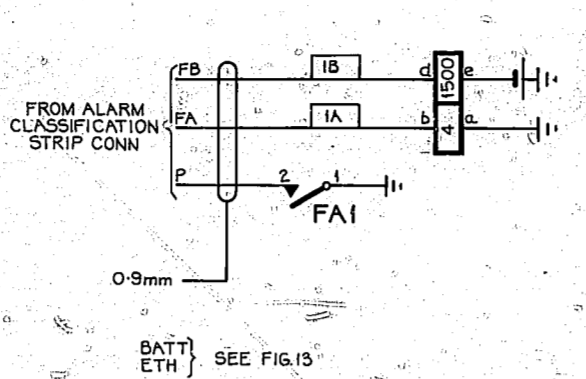 FB
1B
d
1500
e
FROM ALARM
CLASSIFICATION
STRIP CONN
FA
1A
b
4
a
P
2
1
FA1
0·9mm
BATT
ETH } SEE FIG.13